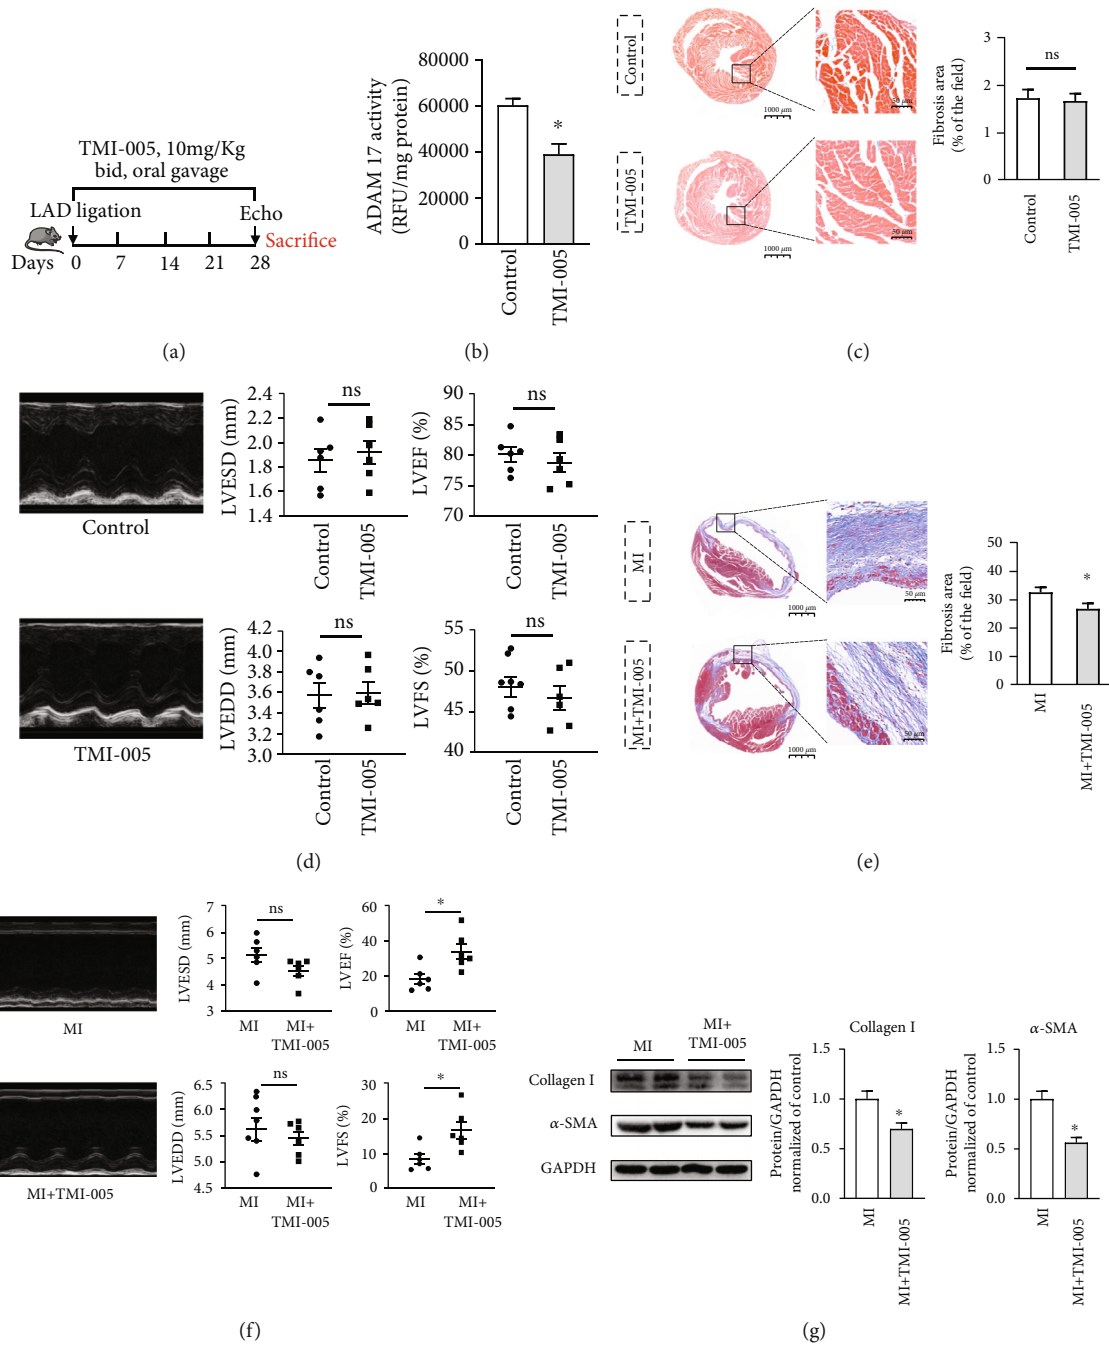 TMI-005, 10mg/Kg
bid, oral gavage
LAD ligation
Echo
Sacrifice
Days
0
7
14
21
28
(a)
ADAM 17 activity
(RFU/mg protein)
80000
60000
40000
20000
0
*
Control
TMI-005
(b)
Control
1000 μm
50 μm
TMI-005
1000 μm
50 μm
Fibrosis area
(% of the field)
3
2
1
0
ns
Control
TMI-005
(c)
Control
LVESD (mm)
2.4
2.2
2.0
1.8
1.6
1.4
ns
Control
TMI-005
LVEF (%)
90
85
80
75
70
ns
Control
TMI-005
TMI-005
LVEDD (mm)
4.2
4.0
3.8
3.6
3.4
3.2
3.0
ns
Control
TMI-005
LVFS (%)
55
50
45
40
ns
Control
TMI-005
(d)
MI
1000 μm
50 μm
MI+TMI-005
1000 μm
50 μm
Fibrosis area
(% of the field)
50
40
30
20
10
0
*
MI
MI+TMI-005
(e)
MI
LVESD (mm)
7
6
5
4
3
ns
MI
MI+
TMI-005
LVEF (%)
60
40
20
0
*
MI
MI+
TMI-005
MI+TMI-005
LVEDD (mm)
6.5
6.0
5.5
5.0
4.5
ns
MI
MI+
TMI-005
LVFS (%)
30
20
10
0
*
MI
MI+
TMI-005
(f)
MI
MI+
TMI-005
Collagen I
α-SMA
GAPDH
Collagen I
Protein/GAPDH
normalized of control
1.5
1.0
0.5
0.0
*
MI
MI+TMI-005
α-SMA
Protein/GAPDH
normalized of control
1.5
1.0
0.5
0.0
*
MI
MI+TMI-005
(g)